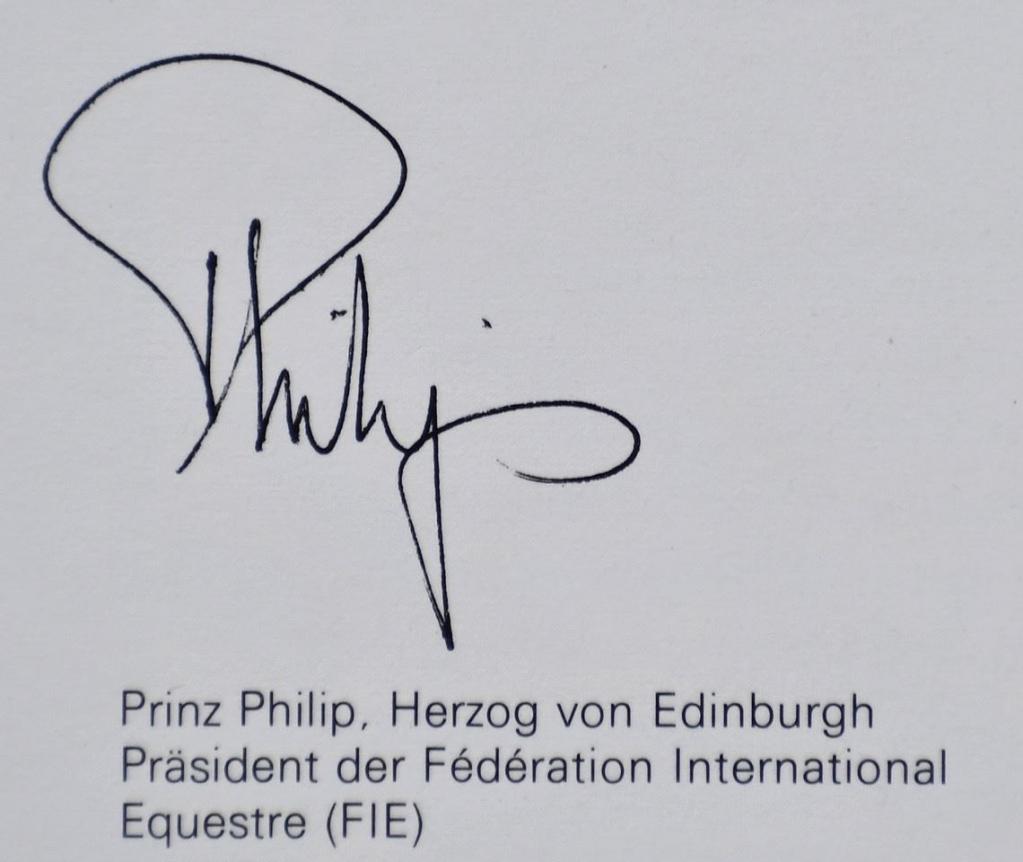 Philip
Prinz Philip, Herzog von Edinburgh
Präsident der Fédération International
Equestre (FIE)